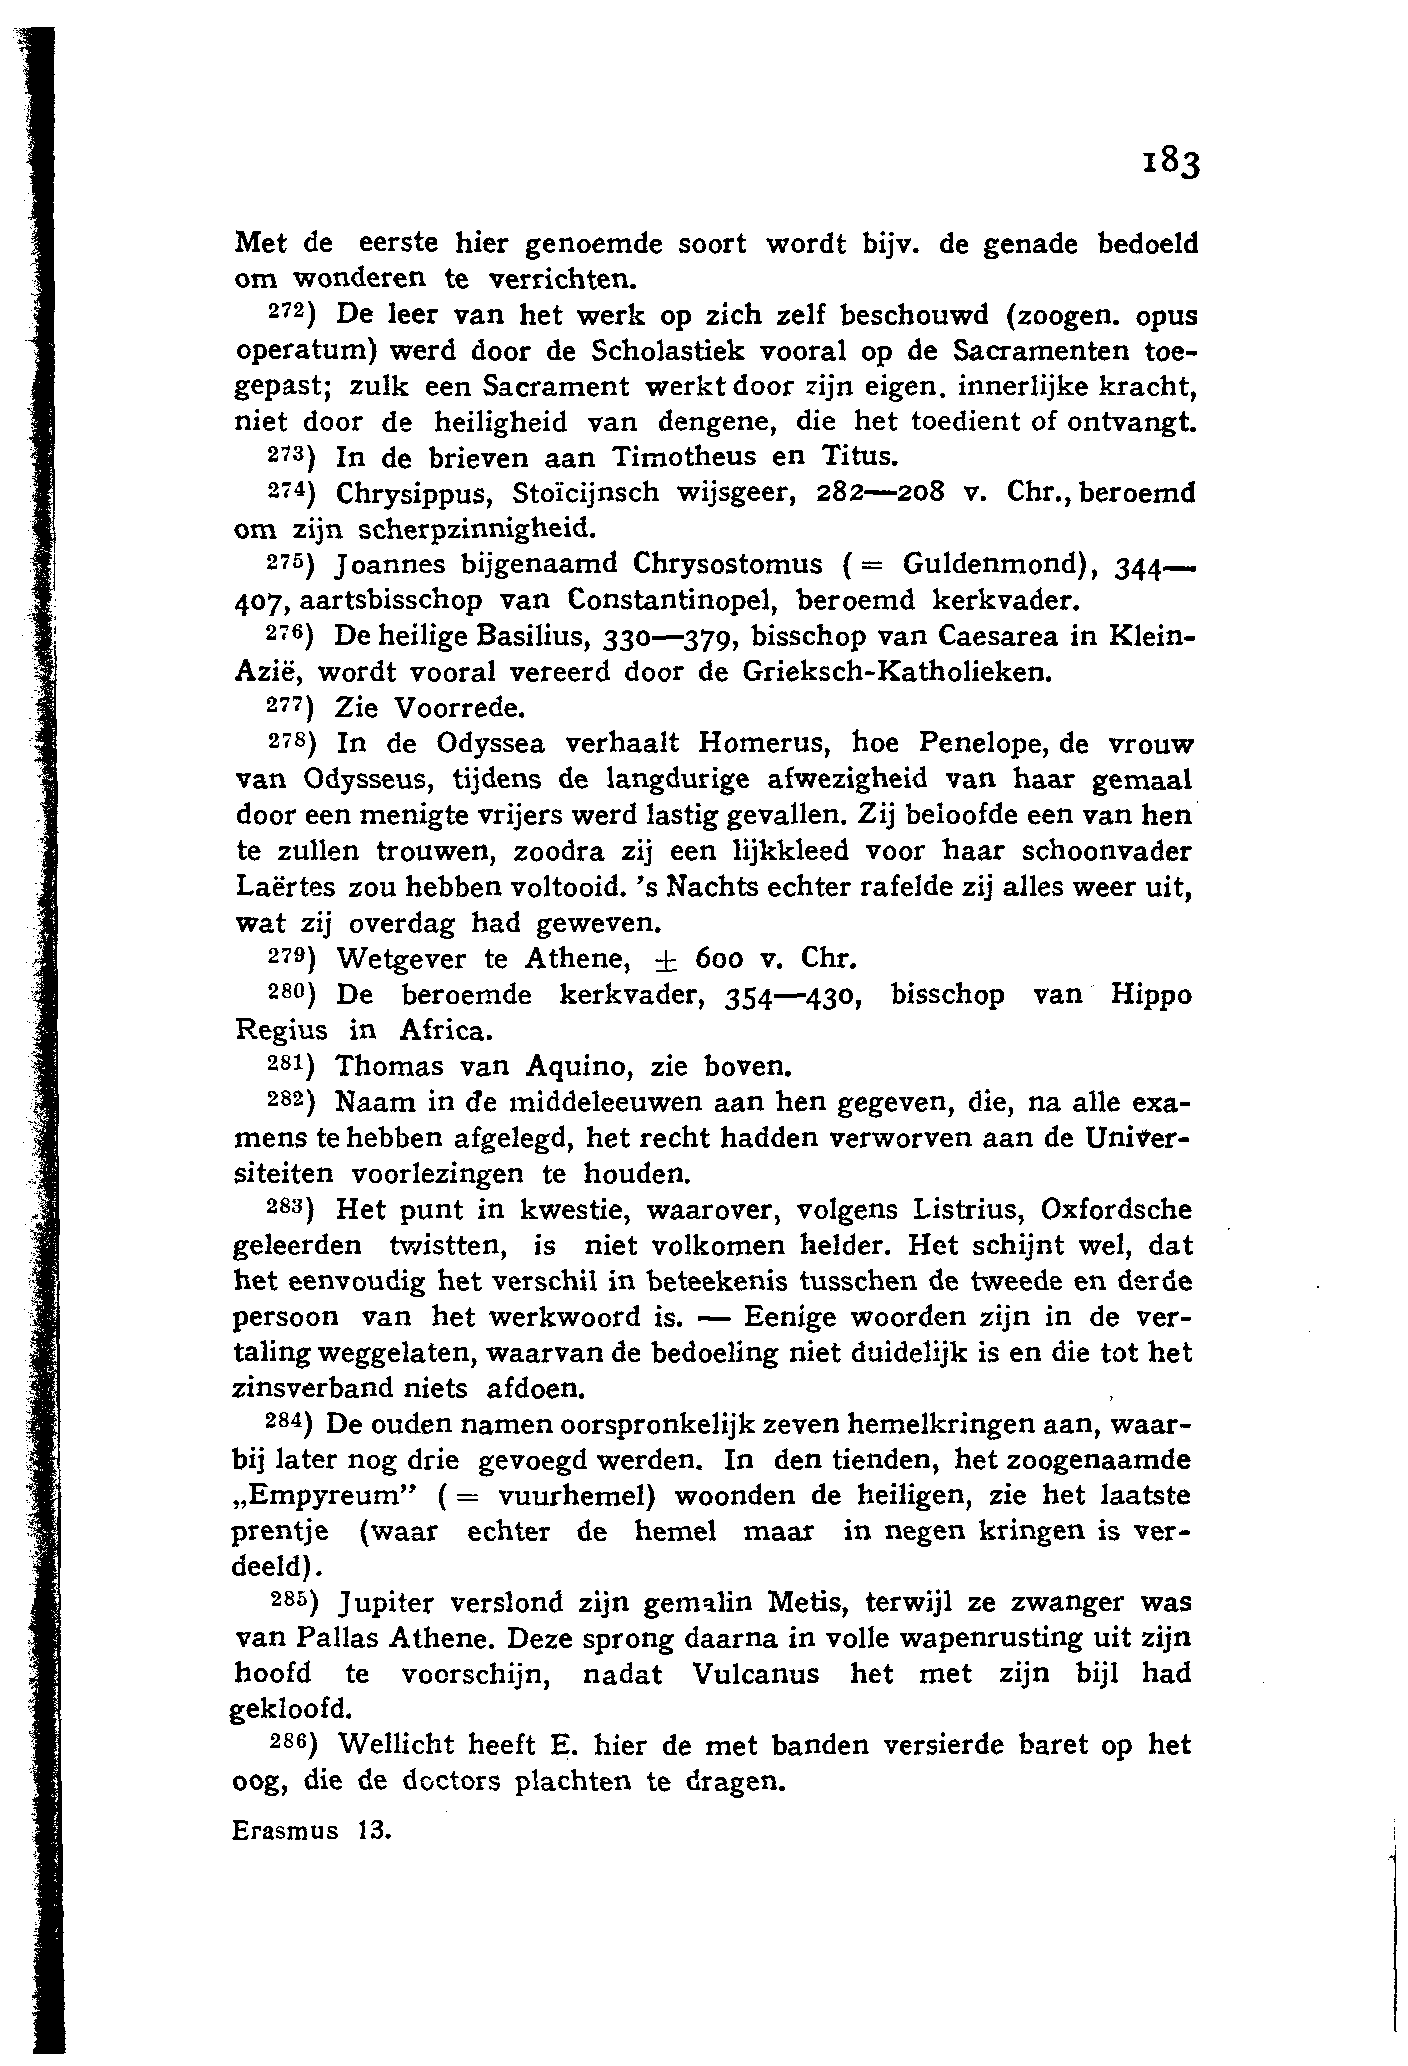 183
Met de eerste hier genoemde soort wordt bijv. de genade bedoeld
om wonderen te verrichten.
272) De leer van het werk op zich zelf beschouwd (zoogen. opus
operatum) werd door de Scholastiek vooral op de Sacramenten toe-
gepast; zulk een Sacrament werkt door zijn eigen. innerlijke kracht,
niet door de heiligheid van dengene, die het toedient of ontvangt.
273) In de brieven aan Timotheus en Titus.
274) Chrysippus, Stoïcijnsch wijsgeer, 282—208 v. Chr., beroemd
om zijn scherpzinnigheid.
275) Joannes bijgenaamd Chrysostomus (= Guldenmond), 344—
407, aartsbisschop van Constantinopel, beroemd kerkvader.
276) De heilige Basilius, 330—379, bisschop van Caesarea in Klein-
Azië, wordt vooral vereerd door de Grieksch-Katholieken.
277) Zie Voorrede.
278) In de Odyssea verhaalt Homerus, hoe Penelope, de vrouw
van Odysseus, tijdens de langdurige afwezigheid van haar gemaal
door een menigte vrijers werd lastig gevallen. Zij beloofde een van hen
te zullen trouwen, zoodra zij een lijkkleed voor haar schoonvader
Laërtes zou hebben voltooid. 's Nachts echter rafelde zij alles weer uit,
wat zij overdag had geweven.
279) Wetgever te Athene, ± 600 v. Chr.
280) De beroemde kerkvader, 354—430, bisschop van Hippo
Regius in Africa.
281) Thomas van Aquino, zie boven.
282) Naam in de middeleeuwen aan hen gegeven, die, na alle exa-
mens te hebben afgelegd, het recht hadden verworven aan de Univer-
siteiten voorlezingen te houden.
283) Het punt in kwestie, waarover, volgens Listrius, Oxfordsche
geleerden twistten, is niet volkomen helder. Het schijnt wel, dat
het eenvoudig het verschil in beteekenis tusschen de tweede en derde
persoon van het werkwoord is. — Eenige woorden zijn in de ver-
taling weggelaten, waarvan de bedoeling niet duidelijk is en die tot het
zinsverband niets afdoen.
284) De ouden namen oorspronkelijk zeven hemelkringen aan, waar-
bij later nog drie gevoegd werden. In den tienden, het zoogenaamde
„Empyreum” (= vuurhemel) woonden de heiligen, zie het laatste
prentje (waar echter de hemel maar in negen kringen is ver-
deeld).
285) Jupiter verslond zijn gemalin Metis, terwijl ze zwanger was
van Pallas Athene. Deze sprong daarna in volle wapenrusting uit zijn
hoofd te voorschijn, nadat Vulcanus het met zijn bijl had
gekloofd.
286) Wellicht heeft E. hier de met banden versierde baret op het
oog, die de doctors plachten te dragen.
Erasmus 13.